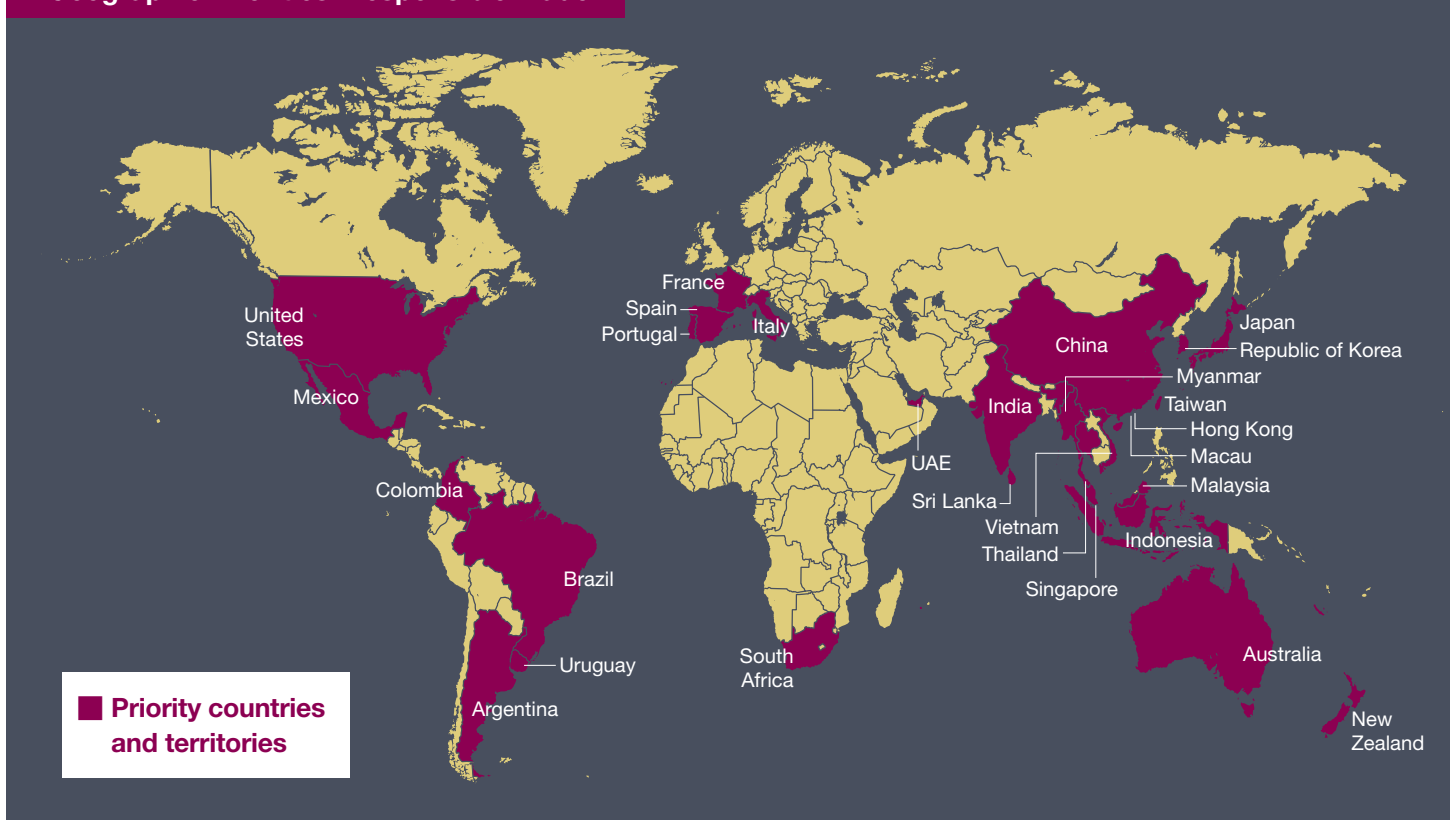 United
States
Mexico
Colombia
Brazil
Uruguay
Argentina
France
Spain
Portugal
Italy
South
Africa
UAE
China
India
Sri Lanka
Vietnam
Thailand
Singapore
Japan
Republic of Korea
Myanmar
Taiwan
Hong Kong
Macau
Malaysia
Indonesia
Australia
New
Zealand
Priority countries
and territories